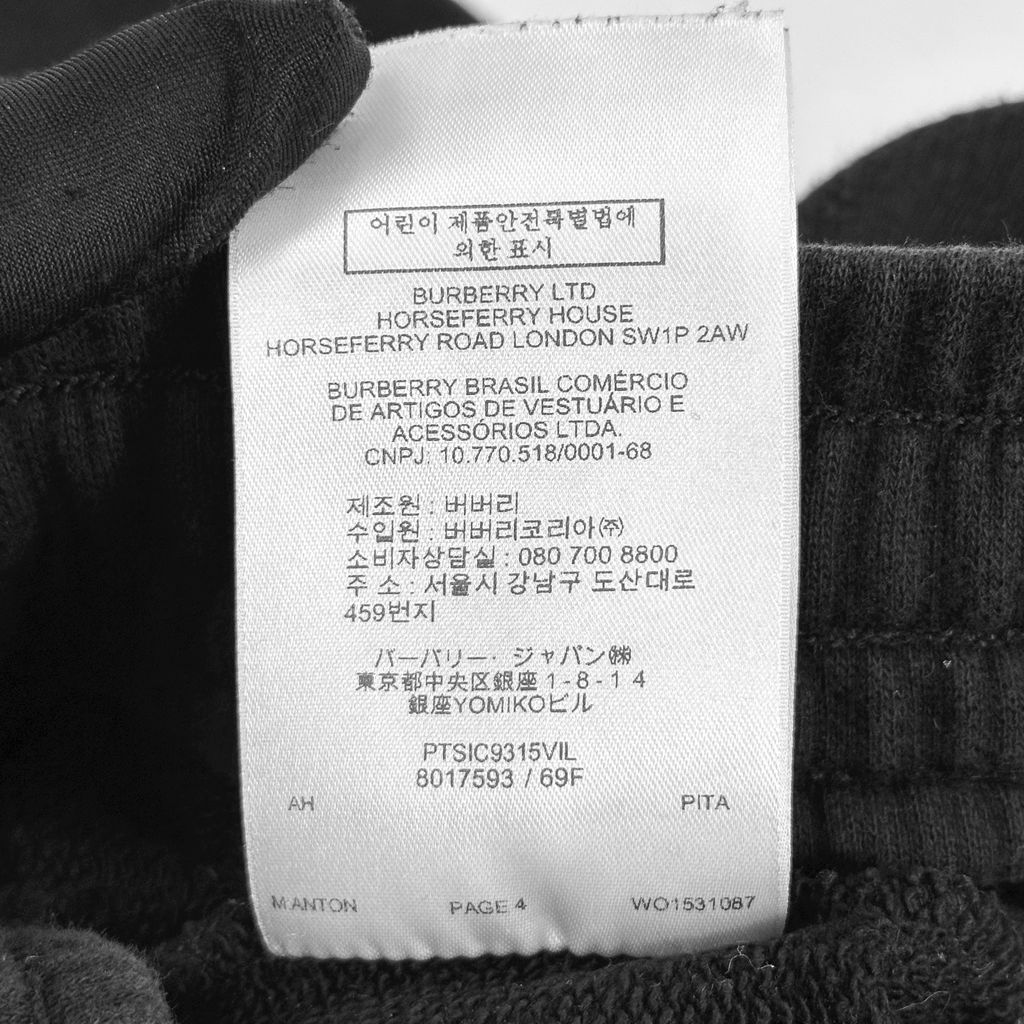 어린이 제품안전특별법에
의한 표시
BURBERRY LTD
HORSEFERRY HOUSE
HORSEFERRY ROAD LONDON SW1P 2AW
BURBERRY BRASIL COMÉRCIO
DE ARTIGOS DE VESTUÁRIO E
ACESSÓRIOS LTDA.
CNPJ. 10.770.518/0001-68
제조원 : 버버리
수입원 : 버버리코리아㈜
소비자상담실 : 080 700 8800
주 소 : 서울시 강남구 도산대로
459번지
バーバリー・ジャパン㈱
東京都中央区銀座1-8-14
銀座YOMIKOビル
PTSIC9315VIL
8017593 / 69F
AH PITA
M.ANTON PAGE 4 WO1531087